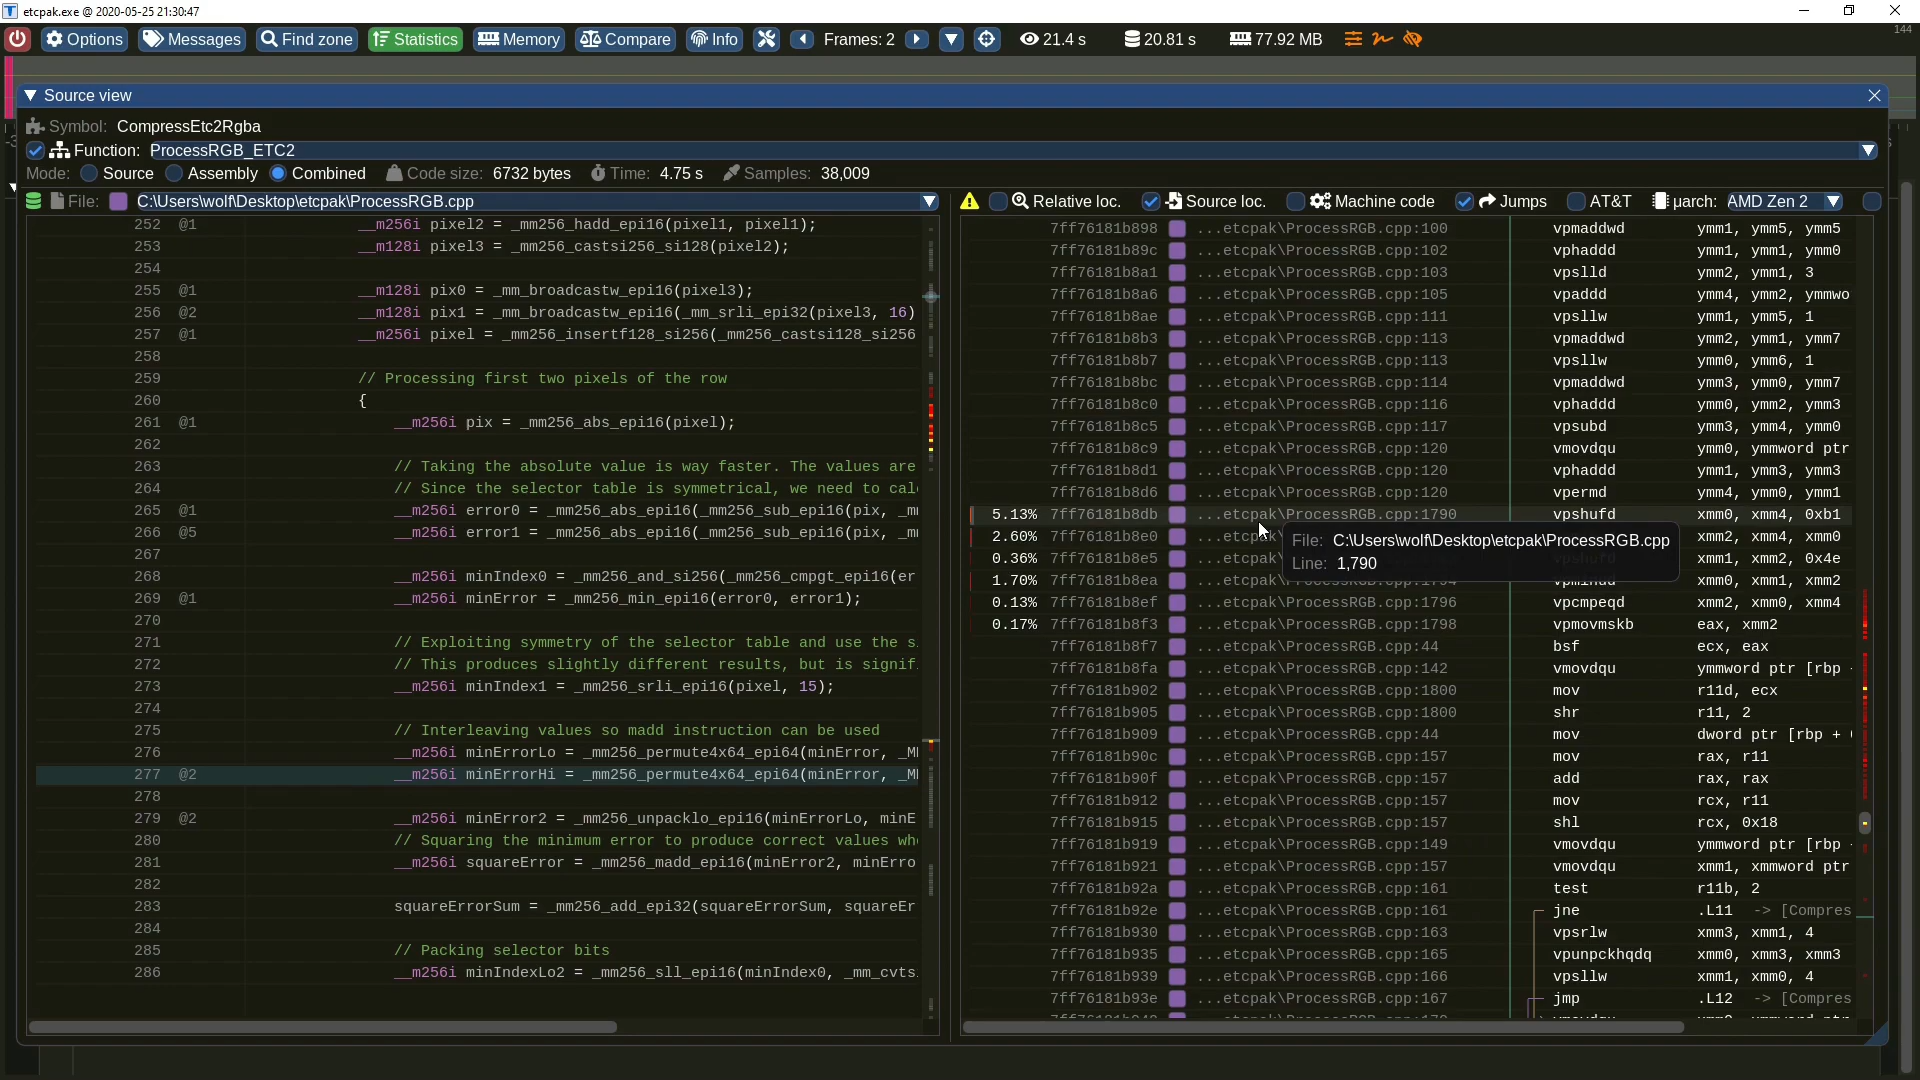 etcpak.exe @ 2020-05-25 21:30:47
Options Messages Find zone Statistics Memory Compare Info Frames: 2 21.4 s 20.81 s 77.92 MB 144
Source view
Symbol: CompressEtc2Rgba
Function: ProcessRGB_ETC2
Mode: Source Assembly Combined Code size: 6732 bytes Time: 4.75 s Samples: 38,009
File: C:\Users\wolf\Desktop\etcpak\ProcessRGB.cpp
252 @1 __m256i pixel2 = _mm256_hadd_epi16(pixel1, pixel1);
253 __m128i pixel3 = _mm256_castsi256_si128(pixel2);
254
255 @1 __m128i pix0 = _mm_broadcastw_epi16(pixel3);
256 @2 __m128i pix1 = _mm_broadcastw_epi16(_mm_srli_epi32(pixel3, 16)
257 @1 __m256i pixel = _mm256_insertf128_si256(_mm256_castsi128_si256
258
259 // Processing first two pixels of the row
260 {
261 @1 __m256i pix = _mm256_abs_epi16(pixel);
262
263 // Taking the absolute value is way faster. The values are
264 // Since the selector table is symmetrical, we need to cal
265 @1 __m256i error0 = _mm256_abs_epi16(_mm256_sub_epi16(pix, _m
266 @5 __m256i error1 = _mm256_abs_epi16(_mm256_sub_epi16(pix, _m
267
268 __m256i minIndex0 = _mm256_and_si256(_mm256_cmpgt_epi16(er
269 @1 __m256i minError = _mm256_min_epi16(error0, error1);
270
271 // Exploiting symmetry of the selector table and use the s
272 // This produces slightly different results, but is signif
273 __m256i minIndex1 = _mm256_srli_epi16(pixel, 15);
274
275 // Interleaving values so madd instruction can be used
276 __m256i minErrorLo = _mm256_permute4x64_epi64(minError, _M
277 @2 __m256i minErrorHi = _mm256_permute4x64_epi64(minError, _M
278
279 @2 __m256i minError2 = _mm256_unpacklo_epi16(minErrorLo, minE
280 // Squaring the minimum error to produce correct values wh
281 __m256i squareError = _mm256_madd_epi16(minError2, minErro
282
283 squareErrorSum = _mm256_add_epi32(squareErrorSum, squareEr
284
285 // Packing selector bits
286 __m256i minIndexLo2 = _mm256_sll_epi16(minIndex0, _mm_cvts
Relative loc. Source loc. Machine code Jumps AT&T μarch: AMD Zen 2
7ff76181b898 ...etcpak\ProcessRGB.cpp:100 vpmaddwd ymm1, ymm5, ymm5
7ff76181b89c ...etcpak\ProcessRGB.cpp:102 vphaddd ymm1, ymm1, ymm0
7ff76181b8a1 ...etcpak\ProcessRGB.cpp:103 vpslld ymm2, ymm1, 3
7ff76181b8a6 ...etcpak\ProcessRGB.cpp:105 vpaddd ymm4, ymm2, ymmwo
7ff76181b8ae ...etcpak\ProcessRGB.cpp:111 vpsllw ymm1, ymm5, 1
7ff76181b8b3 ...etcpak\ProcessRGB.cpp:113 vpmaddwd ymm2, ymm1, ymm7
7ff76181b8b7 ...etcpak\ProcessRGB.cpp:113 vpsllw ymm0, ymm6, 1
7ff76181b8bc ...etcpak\ProcessRGB.cpp:114 vpmaddwd ymm3, ymm0, ymm7
7ff76181b8c0 ...etcpak\ProcessRGB.cpp:116 vphaddd ymm0, ymm2, ymm3
7ff76181b8c5 ...etcpak\ProcessRGB.cpp:117 vpsubd ymm3, ymm4, ymm0
7ff76181b8c9 ...etcpak\ProcessRGB.cpp:120 vmovdqu ymm0, ymmword ptr
7ff76181b8d1 ...etcpak\ProcessRGB.cpp:120 vphaddd ymm1, ymm3, ymm3
7ff76181b8d6 ...etcpak\ProcessRGB.cpp:120 vpermd ymm4, ymm0, ymm1
5.13% 7ff76181b8db ...etcpak\ProcessRGB.cpp:1790 vpshufd xmm0, xmm4, 0xb1
2.60% 7ff76181b8e0 ...etcpak\ xmm2, xmm4, xmm0
0.36% 7ff76181b8e5 ...etcpak\ vpshufd xmm1, xmm2, 0x4e
1.70% 7ff76181b8ea ...etcpak\ProcessRGB.cpp:1794 vpminud xmm0, xmm1, xmm2
0.13% 7ff76181b8ef ...etcpak\ProcessRGB.cpp:1796 vpcmpeqd xmm2, xmm0, xmm4
0.17% 7ff76181b8f3 ...etcpak\ProcessRGB.cpp:1798 vpmovmskb eax, xmm2
7ff76181b8f7 ...etcpak\ProcessRGB.cpp:44 bsf ecx, eax
7ff76181b8fa ...etcpak\ProcessRGB.cpp:142 vmovdqu ymmword ptr [rbp
7ff76181b902 ...etcpak\ProcessRGB.cpp:1800 mov r11d, ecx
7ff76181b905 ...etcpak\ProcessRGB.cpp:1800 shr r11, 2
7ff76181b909 ...etcpak\ProcessRGB.cpp:44 mov dword ptr [rbp +
7ff76181b90c ...etcpak\ProcessRGB.cpp:157 mov rax, r11
7ff76181b90f ...etcpak\ProcessRGB.cpp:157 add rax, rax
7ff76181b912 ...etcpak\ProcessRGB.cpp:157 mov rcx, r11
7ff76181b915 ...etcpak\ProcessRGB.cpp:157 shl rcx, 0x18
7ff76181b919 ...etcpak\ProcessRGB.cpp:149 vmovdqu ymmword ptr [rbp
7ff76181b921 ...etcpak\ProcessRGB.cpp:157 vmovdqu xmm1, xmmword ptr
7ff76181b92a ...etcpak\ProcessRGB.cpp:161 test r11b, 2
7ff76181b92e ...etcpak\ProcessRGB.cpp:161 jne .L11 -> [Compres
7ff76181b930 ...etcpak\ProcessRGB.cpp:163 vpsrlw xmm3, xmm1, 4
7ff76181b935 ...etcpak\ProcessRGB.cpp:165 vpunpckhqdq xmm0, xmm3, xmm3
7ff76181b939 ...etcpak\ProcessRGB.cpp:166 vpsllw xmm1, xmm0, 4
7ff76181b93e ...etcpak\ProcessRGB.cpp:167 jmp .L12 -> [Compres
File: C:\Users\wolf\Desktop\etcpak\ProcessRGB.cpp
Line: 1,790